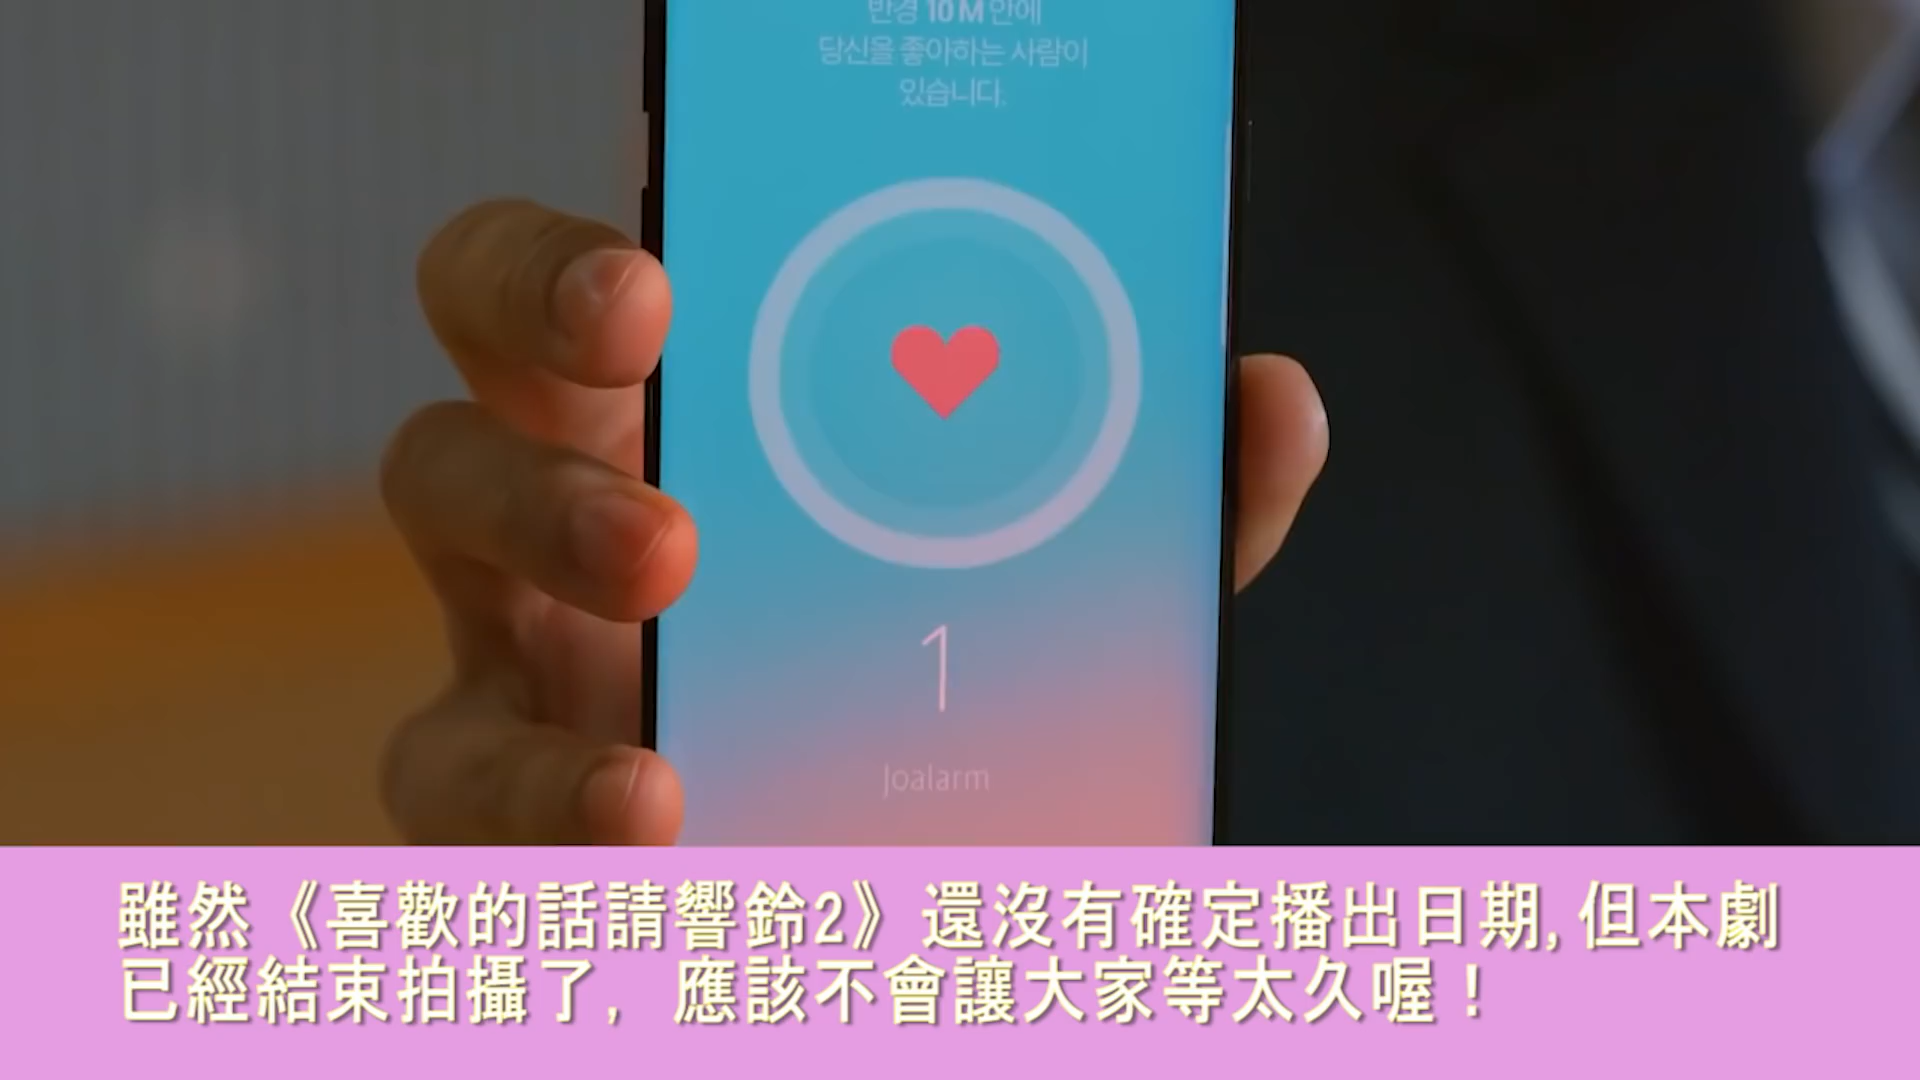 반경 10 M 안에
당신을 좋아하는 사람이
있습니다.
1
Joalarm
雖然《喜歡的話請響鈴2》還沒有確定播出日期,但本劇
已經結束拍攝了, 應該不會讓大家等太久喔！